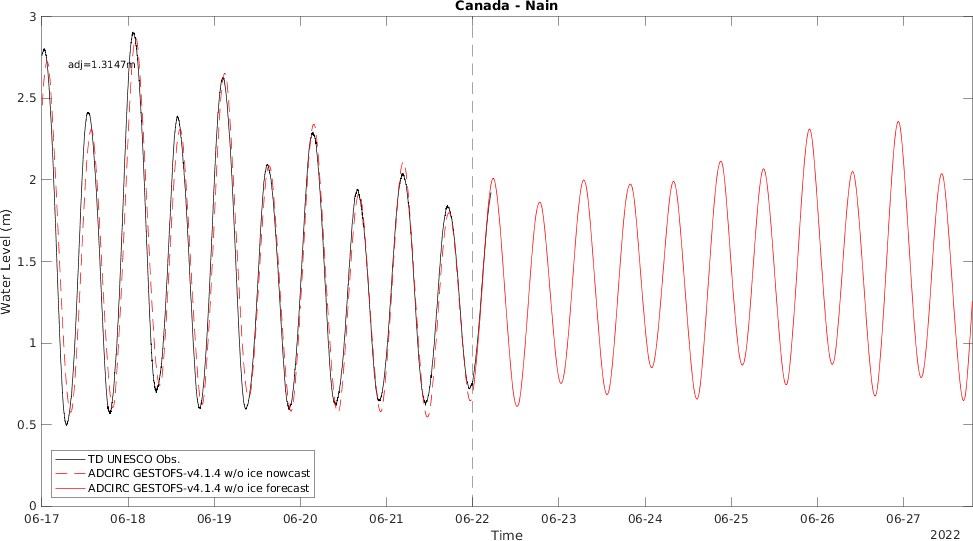 Canada - Nain
3
adj=1.3147m
2.5
2
1.5
Water Level (m)
1
0.5
TD UNESCO Obs.
ADCIRC GESTOFS-v4.1.4 w/o ice nowcast
ADCIRC GESTOFS-v4.1.4 w/o ice forecast
0
06-17 06-18 06-19 06-20 06-21 06-22 06-23 06-24 06-25 06-26 06-27
Time
2022